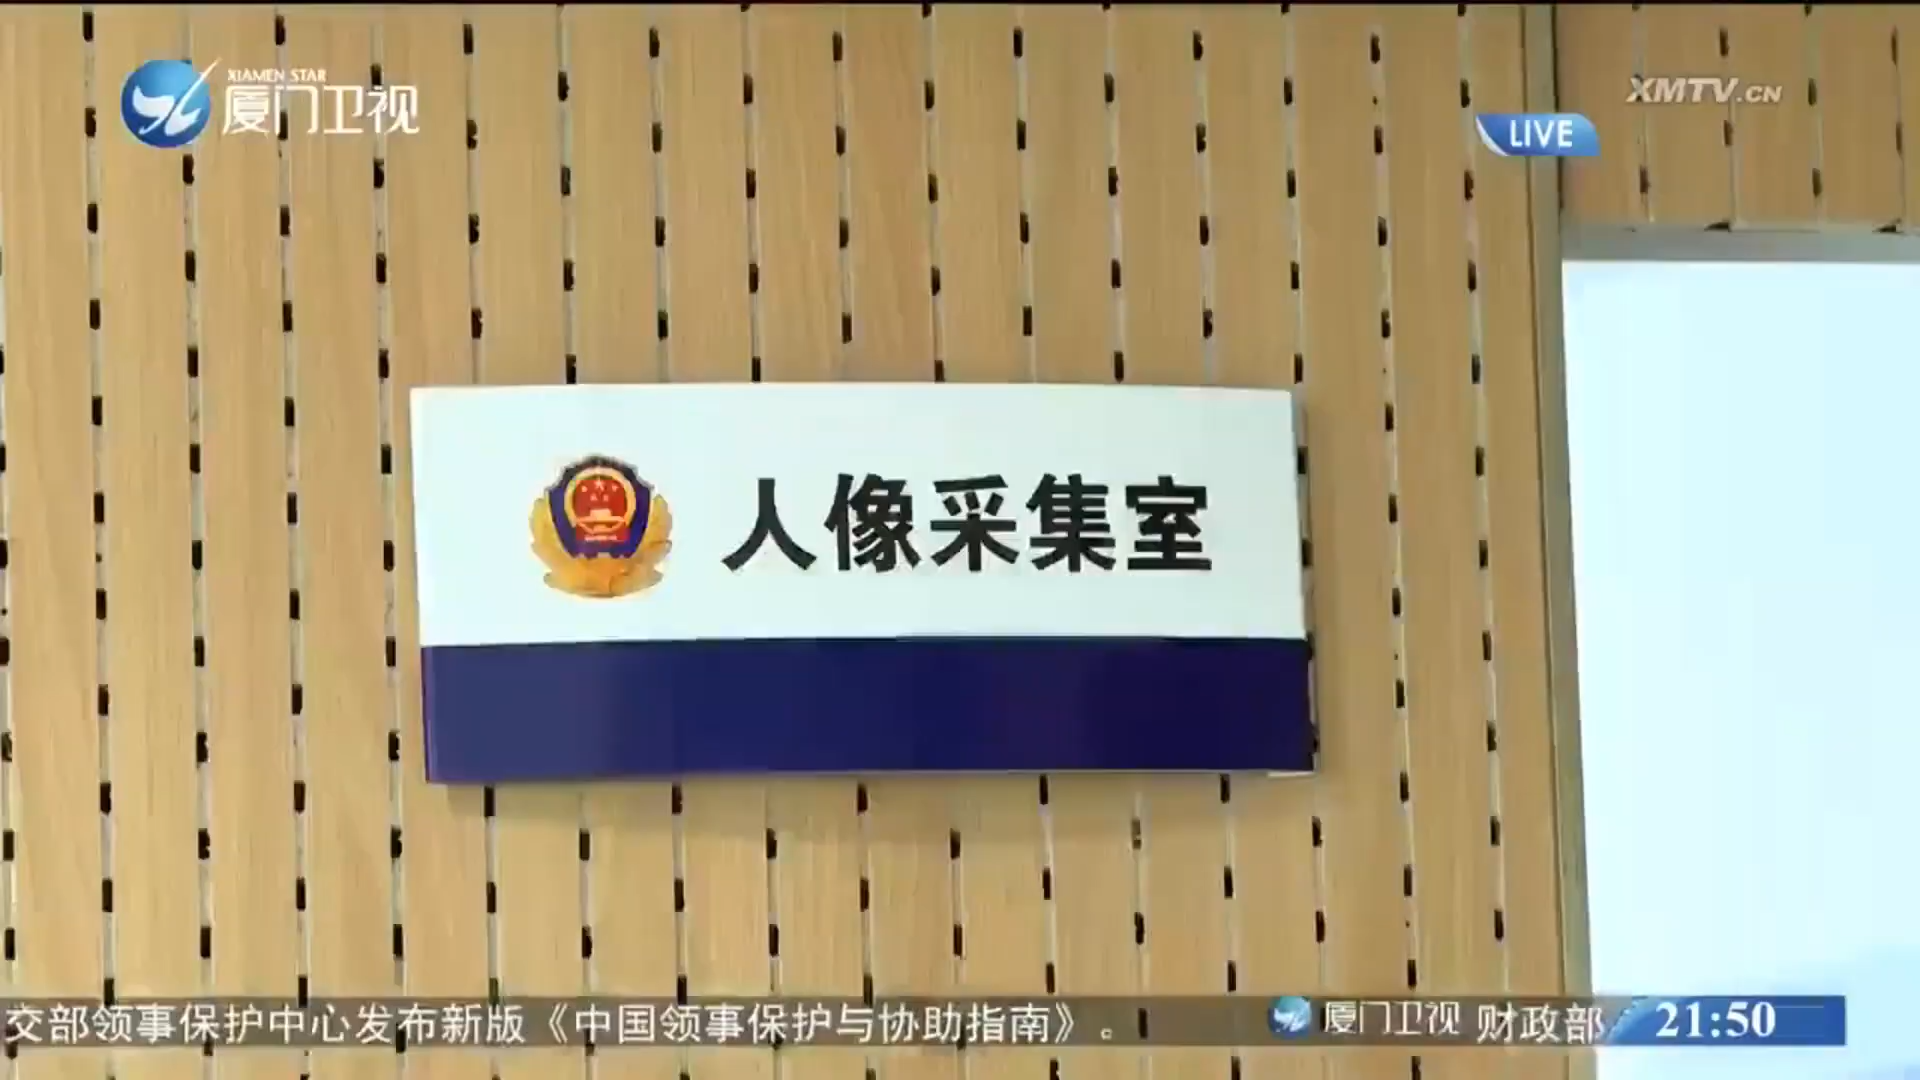 XIAMEN STAR
厦门卫视
XMTV.CN
LIVE
人像采集室
交部领事保护中心发布新版《中国领事保护与协助指南》。
厦门卫视 财政部
21:50